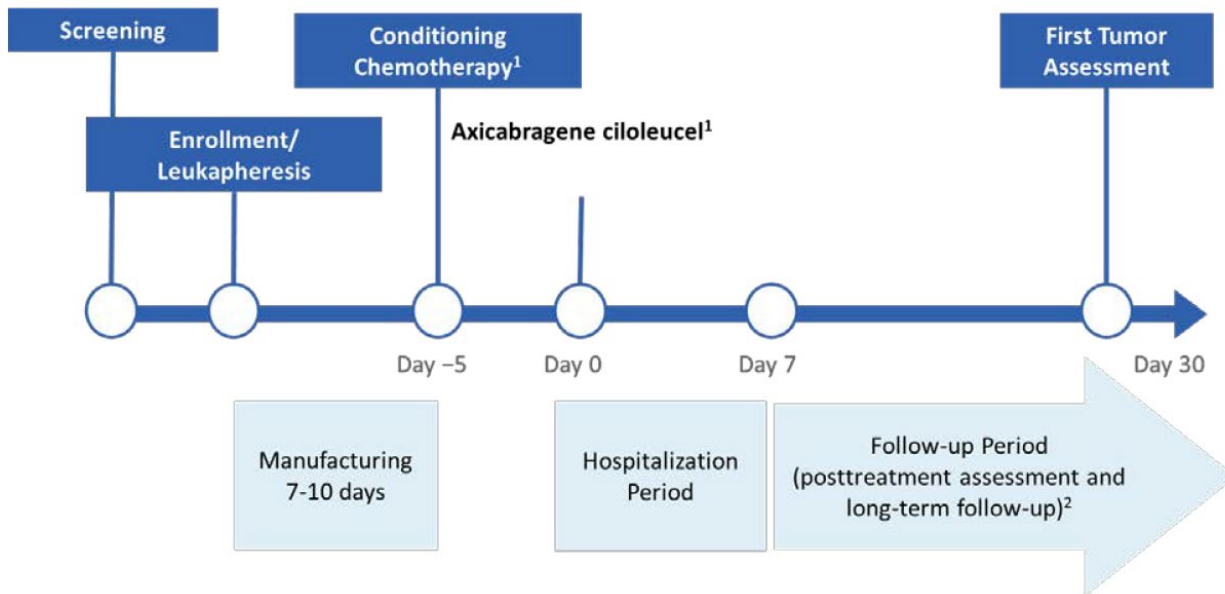 Screening
Conditioning
Chemotherapy¹
First Tumor
Assessment
Enrollment/
Leukapheresis
Axicabragene ciloleucel¹
Day −5
Day 0
Day 7
Day 30
Manufacturing
7-10 days
Hospitalization
Period
Follow-up Period
(posttreatment assessment and
long-term follow-up)²